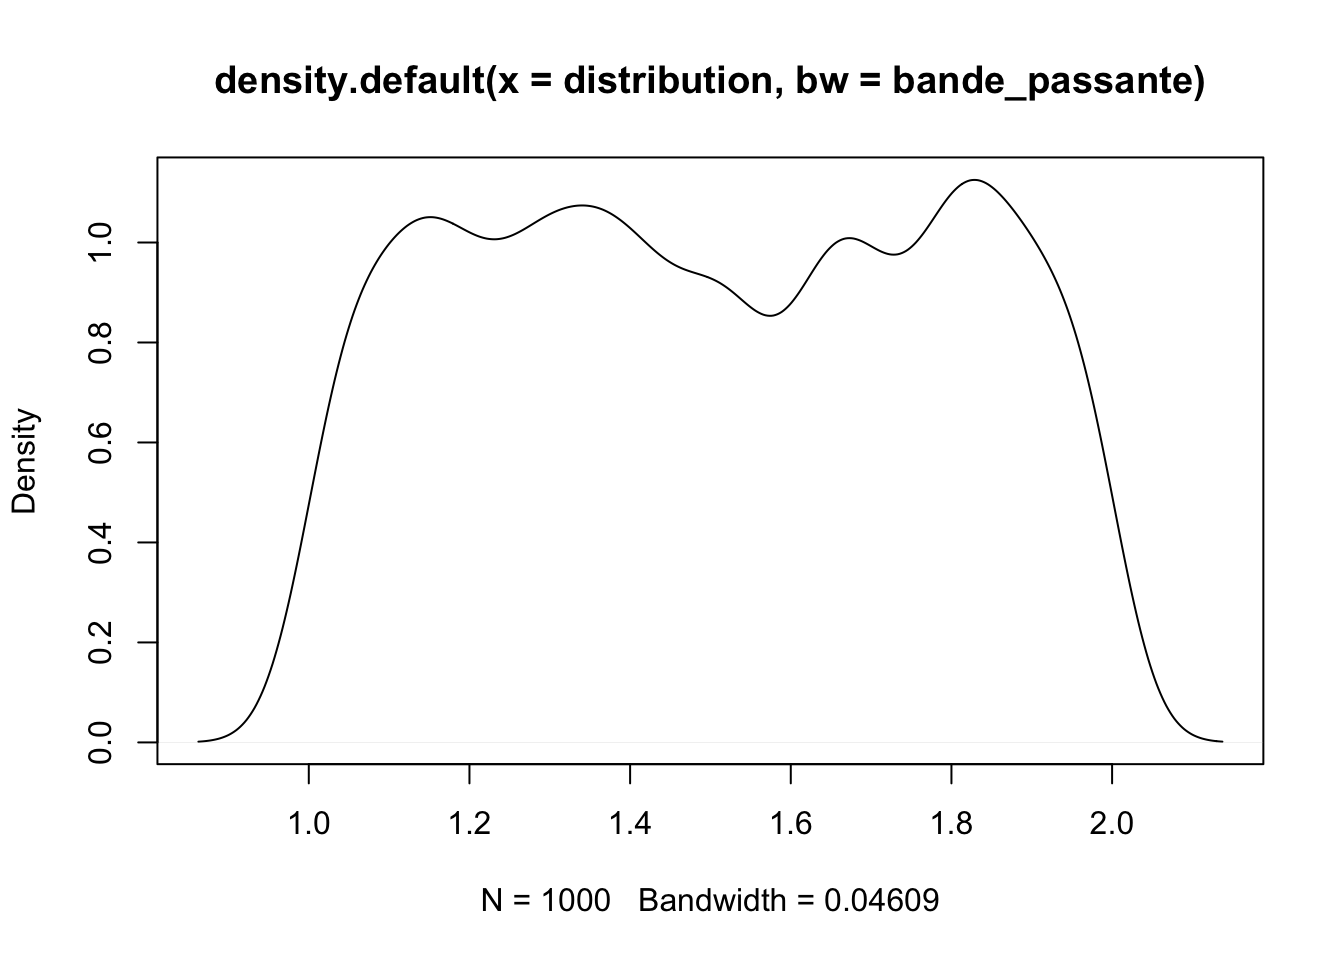 density.default(x = distribution, bw = bande_passante)
Density
0.0 0.2 0.4 0.6 0.8 1.0
1.0 1.2 1.4 1.6 1.8 2.0
N = 1000   Bandwidth = 0.04609